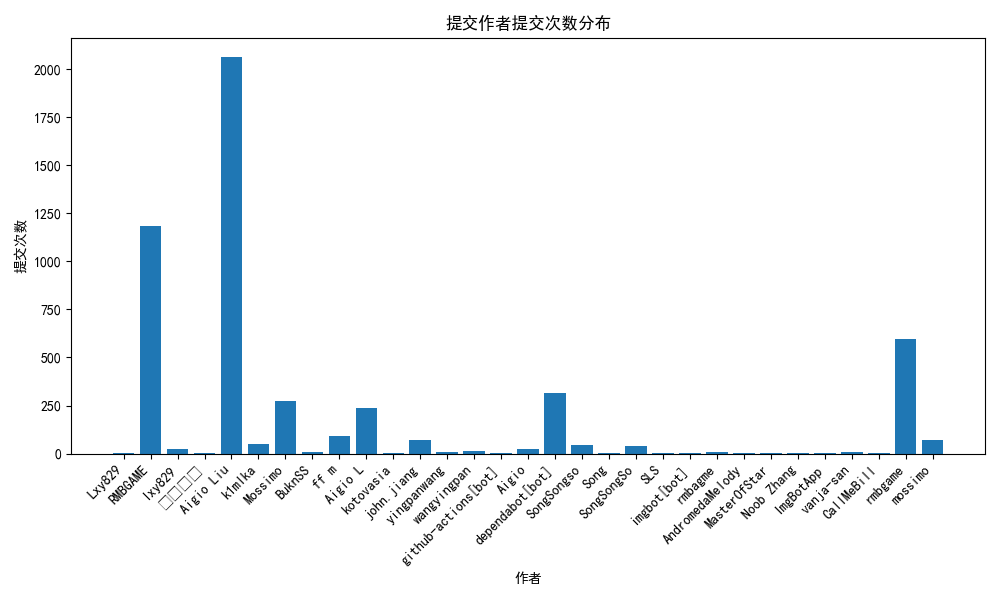 提交作者提交次数分布
提交次数
2000
1750
1500
1250
1000
750
500
250
0
Lxy829
RMBGAME
lxy829
□□□□□
Aigio Liu
klmlka
Mossimo
BuknSS
ff m
Aigio L
kotovasia
john.jiang
yingpanwang
wangyingpan
github-actions[bot]
Aigio
dependabot[bot]
SongSongso
Song
SongSongSo
SLS
imgbot[bot]
rmbagme
AndromedaMelody
MasterOfStar
Noob Zhang
ImgBotApp
vanja-san
CallMeBill
rmbgame
mossimo
作者